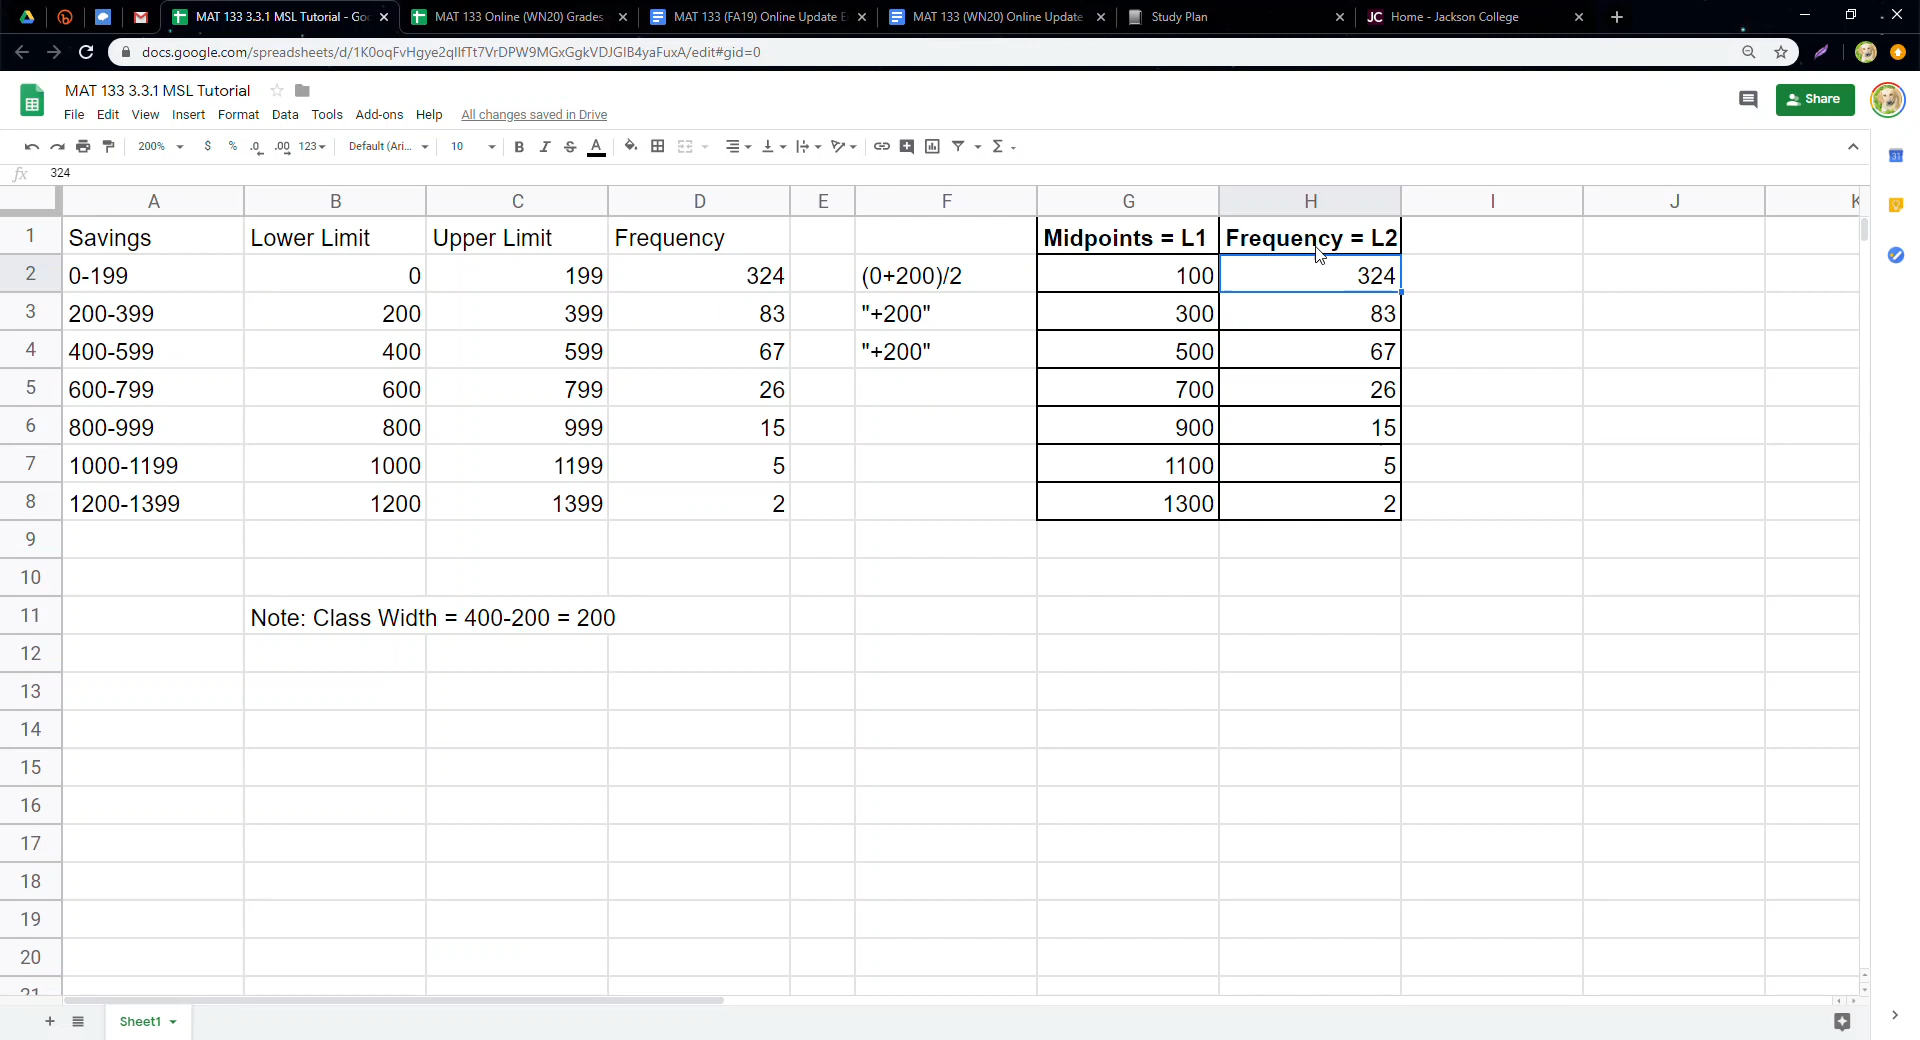 MAT 133 3.3.1 MSL Tutorial - Go
MAT 133 Online (WN20) Grades
MAT 133 (FA19) Online Update E
MAT 133 (WN20) Online Update
Study Plan
JC Home - Jackson College
docs.google.com/spreadsheets/d/1K0oqFvHgye2qlIfTt7VrDPW9MGxGgkVDJGIB4yaFuxA/edit#gid=0
MAT 133 3.3.1 MSL Tutorial
Share
File Edit View Insert Format Data Tools Add-ons Help All changes saved in Drive
200% $ % .0 .00 123 Default (Ari... 10 B I S A Σ
31
fx 324
A B C D E F G H I J K
1 Savings Lower Limit Upper Limit Frequency Midpoints = L1 Frequency = L2
2 0-199 0 199 324 (0+200)/2 100 324
3 200-399 200 399 83 "+200" 300 83
4 400-599 400 599 67 "+200" 500 67
5 600-799 600 799 26 700 26
6 800-999 800 999 15 900 15
7 1000-1199 1000 1199 5 1100 5
8 1200-1399 1200 1399 2 1300 2
9
10
11 Note: Class Width = 400-200 = 200
12
13
14
15
16
17
18
19
20
21
Sheet1